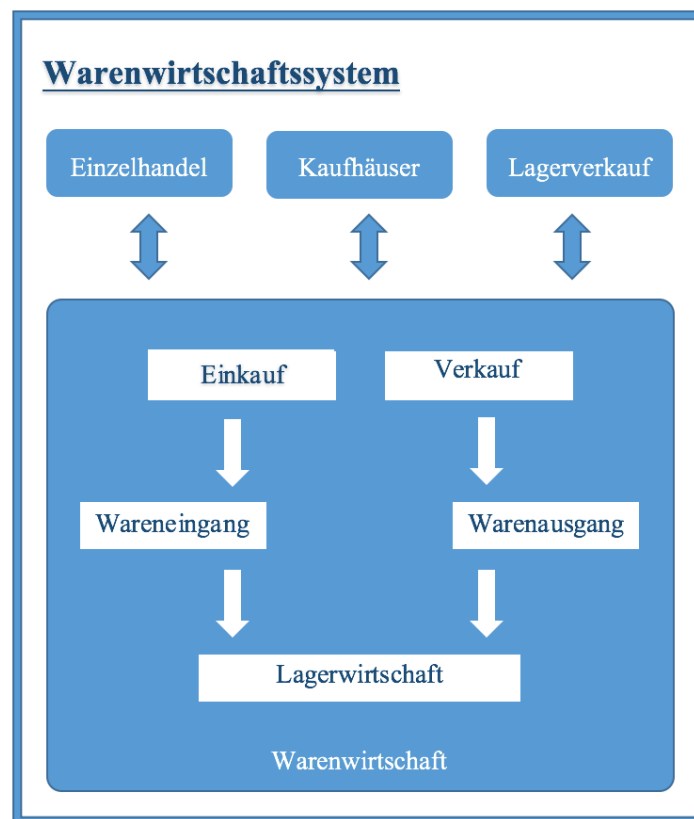 Warenwirtschaftssystem
Einzelhandel
Kaufhäuser
Lagerverkauf
Einkauf
Verkauf
Wareneingang
Warenausgang
Lagerwirtschaft
Warenwirtschaft